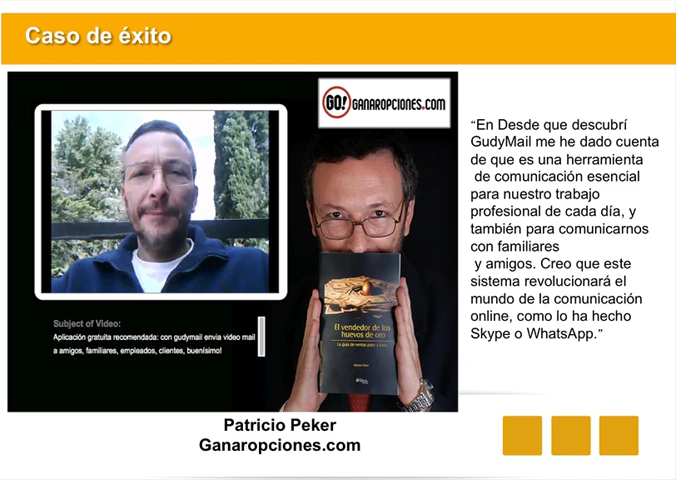 Caso de éxito
GO! GANAROPCIONES.COM
Subject of Video:
Aplicación gratuita recomendada: con gudymail envia video mail
a amigos, familiares, empleados, clientes, buenísimo!
El vendedor de los
huevos de oro
La guía de ventas paso a paso
Patricio Peker
Ganaropciones.com
“En Desde que descubrí
GudyMail me he dado cuenta
de que es una herramienta
de comunicación esencial
para nuestro trabajo
profesional de cada día, y
también para comunicarnos
con familiares
y amigos. Creo que este
sistema revolucionará el
mundo de la comunicación
online, como lo ha hecho
Skype o WhatsApp.”